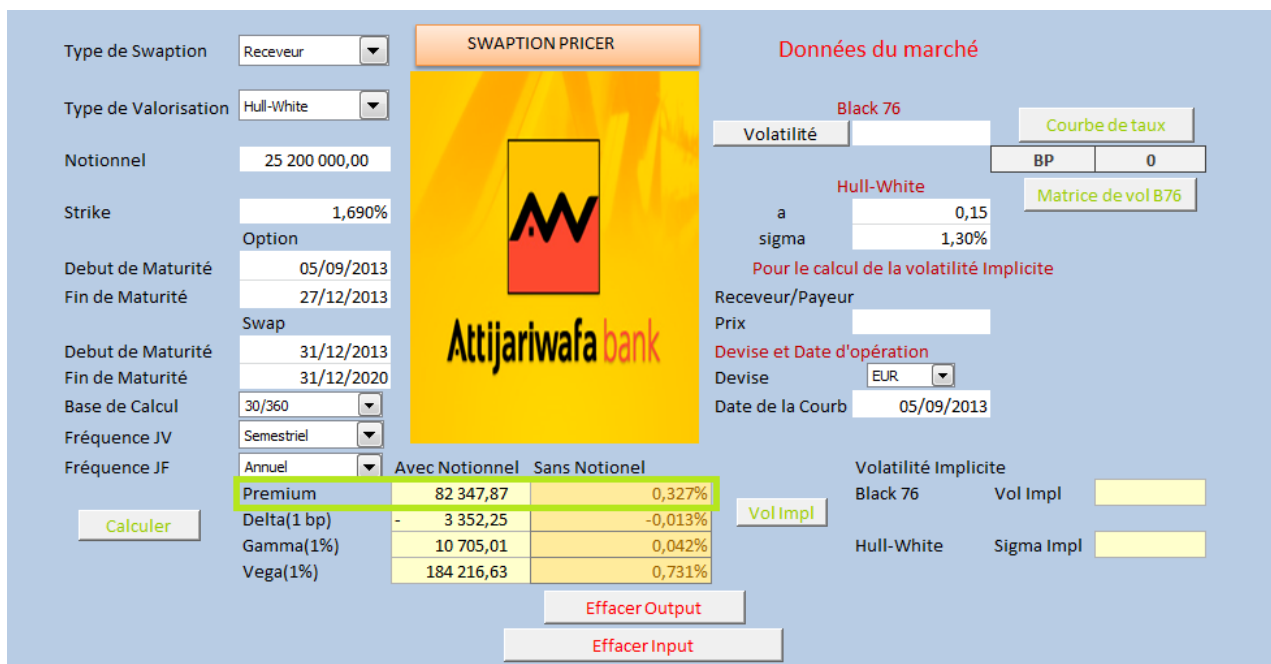 SWAPTION PRICER
Données du marché
Type de Swaption Receveur
Type de Valorisation Hull-White
Black 76
Volatilité
Courbe de taux
Notionnel 25 200 000,00
BP 0
Hull-White
Matrice de vol B76
Strike 1,690%
a 0,15
Option
sigma 1,30%
Debut de Maturité 05/09/2013
Pour le calcul de la volatilité Implicite
Fin de Maturité 27/12/2013
Receveur/Payeur
Swap
Prix
Attijariwafa bank
Debut de Maturité 31/12/2013
Devise et Date d'opération
Fin de Maturité 31/12/2020
Devise EUR
Base de Calcul 30/360
Date de la Courb 05/09/2013
Fréquence JV Semestriel
Fréquence JF Annuel
Avec Notionnel Sans Notionel
Volatilité Implicite
Premium 82 347,87 0,327%
Black 76 Vol Impl
Calculer
Delta(1 bp) - 3 352,25 -0,013%
Vol Impl
Gamma(1%) 10 705,01 0,042%
Hull-White Sigma Impl
Vega(1%) 184 216,63 0,731%
Effacer Output
Effacer Input